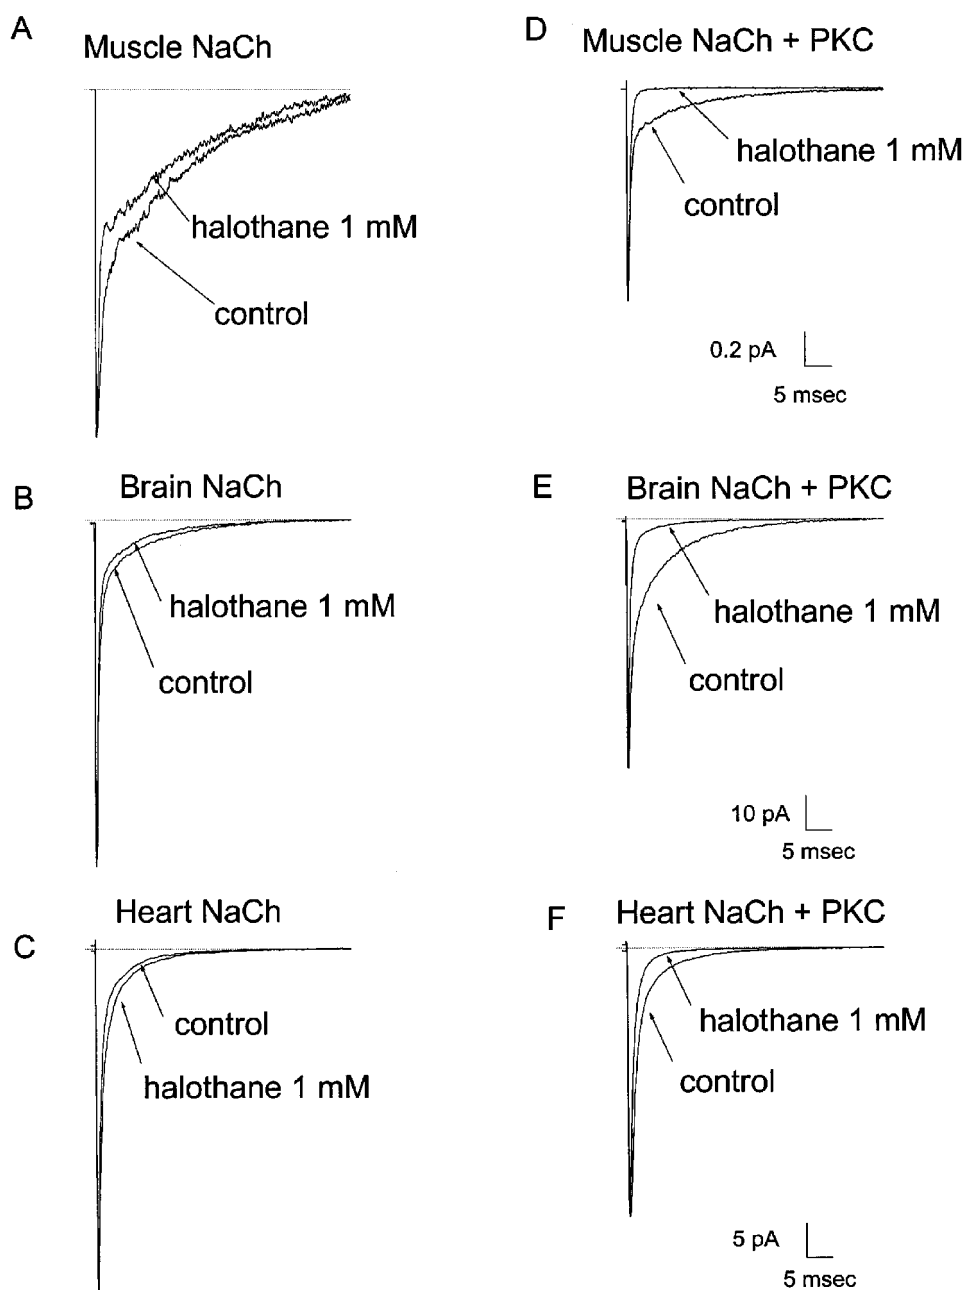 A
Muscle NaCh
halothane 1 mM
control
D
Muscle NaCh + PKC
halothane 1 mM
control
0.2 pA
5 msec
B
Brain NaCh
halothane 1 mM
control
E
Brain NaCh + PKC
halothane 1 mM
control
10 pA
5 msec
C
Heart NaCh
control
halothane 1 mM
F
Heart NaCh + PKC
halothane 1 mM
control
5 pA
5 msec